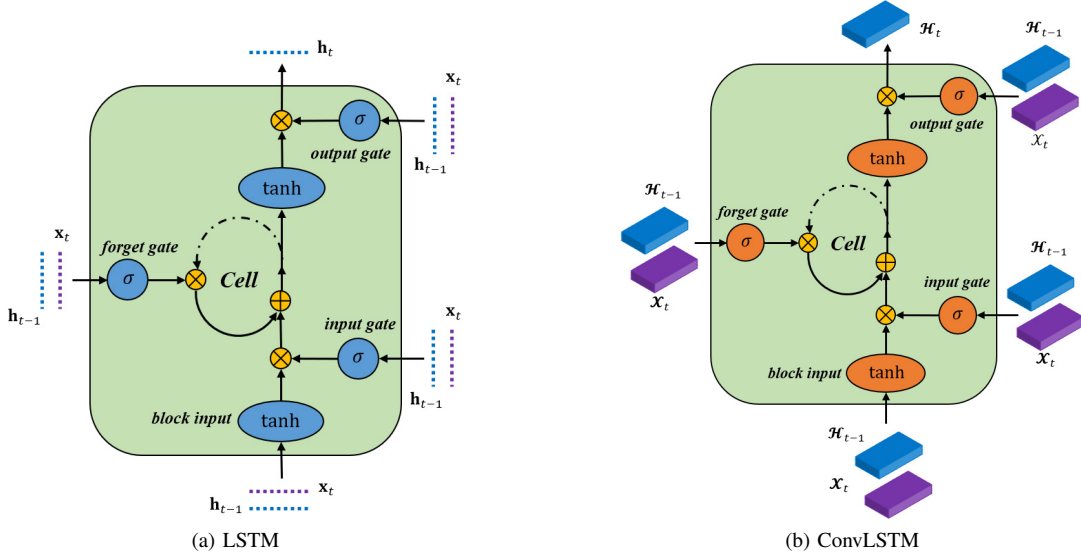 h_t
x_t
σ
output gate
h_{t-1}
tanh
x_t
forget gate
σ
Cell
h_{t-1}
input gate
x_t
σ
h_{t-1}
block input
tanh
x_t
h_{t-1}
(a) LSTM
ℋ_t
ℋ_{t-1}
σ
output gate
𝒳_t
tanh
ℋ_{t-1}
forget gate
σ
Cell
𝒳_t
ℋ_{t-1}
input gate
σ
𝒳_t
block input
tanh
ℋ_{t-1}
𝒳_t
(b) ConvLSTM